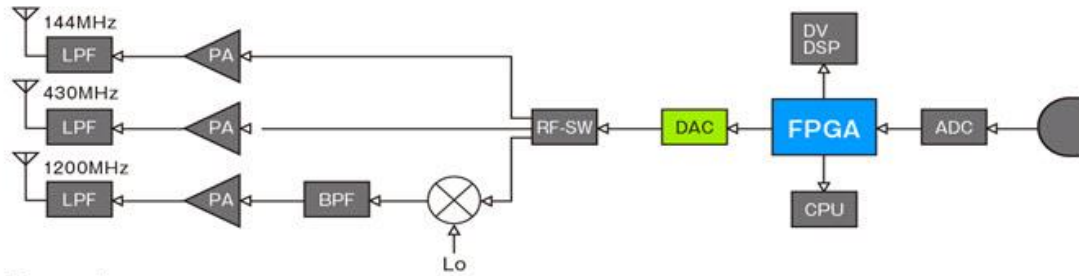 144MHz
LPF
PA
430MHz
LPF
PA
1200MHz
LPF
PA
BPF
Lo
RF-SW
DAC
DV
DSP
FPGA
CPU
ADC